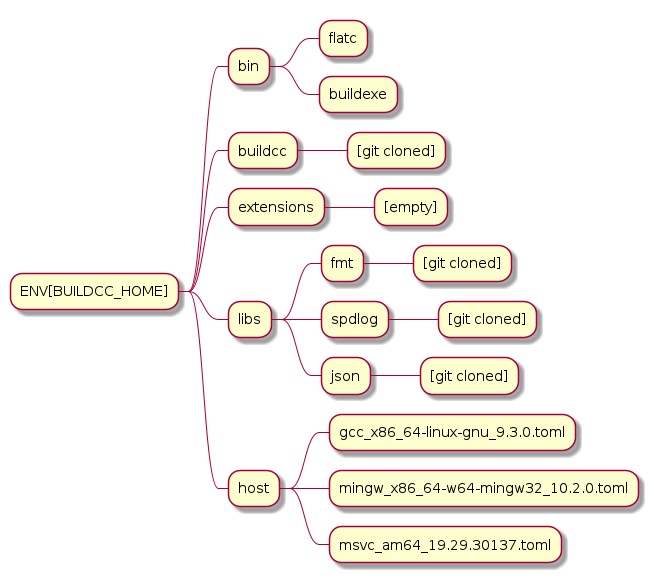 ENV[BUILDCC_HOME]
bin
flatc
buildexe
buildcc
[git cloned]
extensions
[empty]
libs
fmt
[git cloned]
spdlog
[git cloned]
json
[git cloned]
host
gcc_x86_64-linux-gnu_9.3.0.toml
mingw_x86_64-w64-mingw32_10.2.0.toml
msvc_am64_19.29.30137.toml